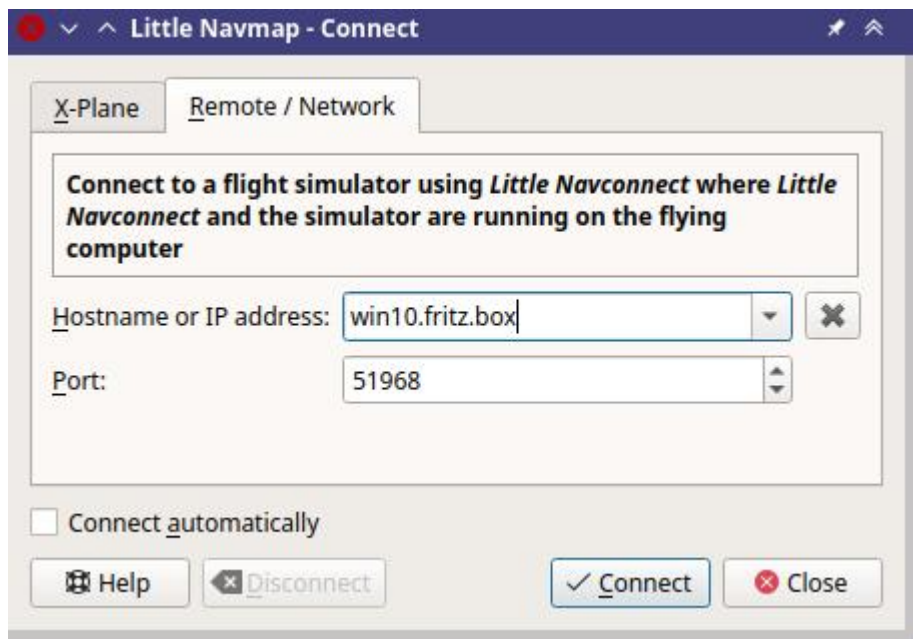 Little Navmap - Connect
X-Plane
Remote / Network
Connect to a flight simulator using Little Navconnect where Little
Navconnect and the simulator are running on the flying
computer
Hostname or IP address: win10.fritz.box
Port: 51968
Connect automatically
Help Disconnect Connect Close